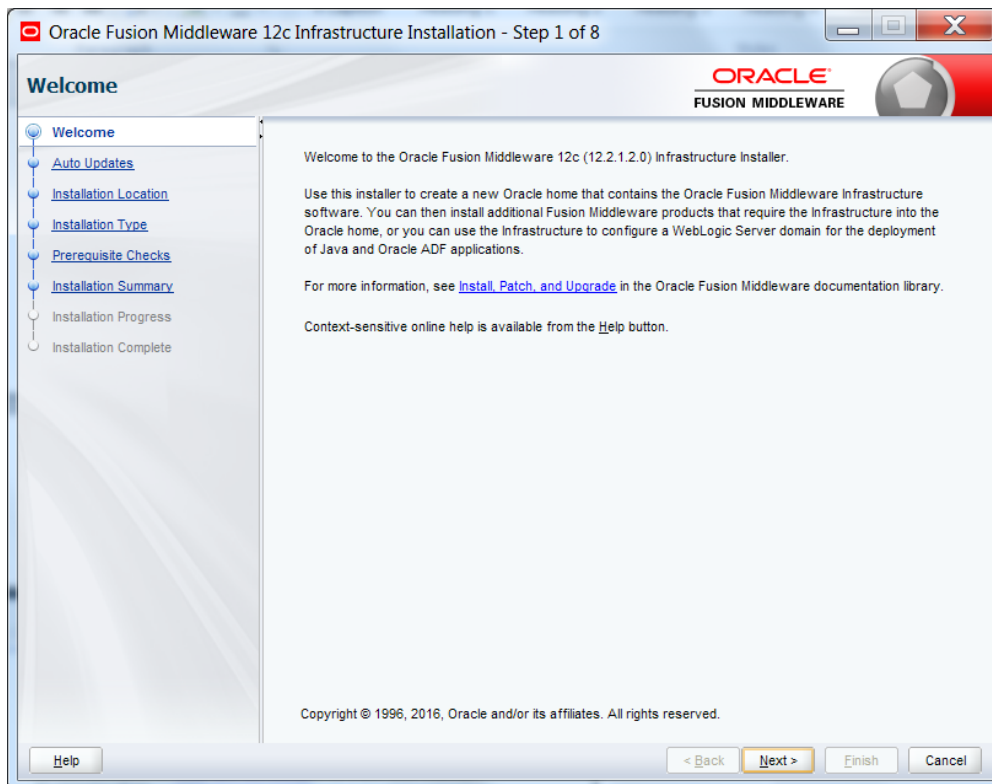 Oracle Fusion Middleware 12c Infrastructure Installation - Step 1 of 8
Welcome
ORACLE
FUSION MIDDLEWARE
Welcome
Auto Updates
Installation Location
Installation Type
Prerequisite Checks
Installation Summary
Installation Progress
Installation Complete
Welcome to the Oracle Fusion Middleware 12c (12.2.1.2.0) Infrastructure Installer.
Use this installer to create a new Oracle home that contains the Oracle Fusion Middleware Infrastructure
software. You can then install additional Fusion Middleware products that require the Infrastructure into the
Oracle home, or you can use the Infrastructure to configure a WebLogic Server domain for the deployment
of Java and Oracle ADF applications.
For more information, see Install, Patch, and Upgrade in the Oracle Fusion Middleware documentation library.
Context-sensitive online help is available from the Help button.
Copyright © 1996, 2016, Oracle and/or its affiliates. All rights reserved.
Help
< Back
Next >
Finish
Cancel